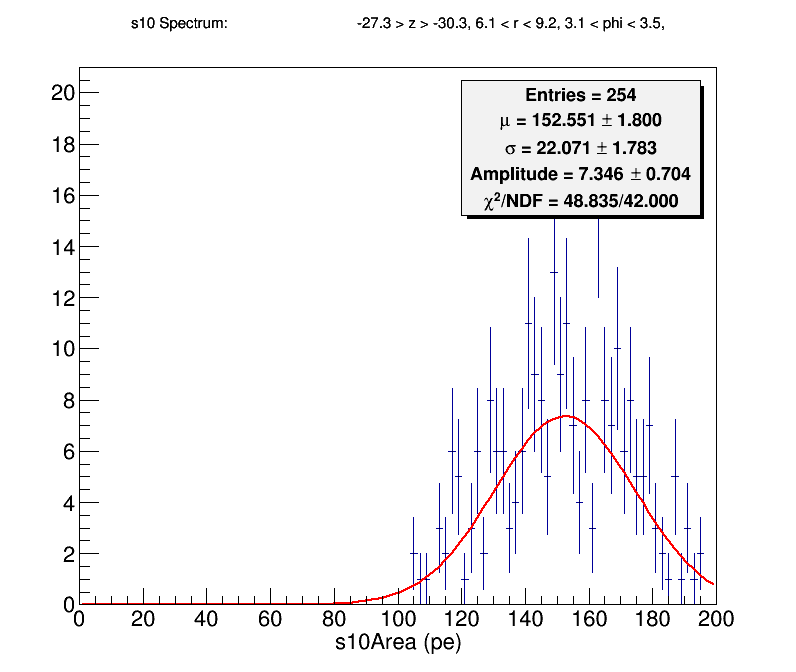 s10 Spectrum: -27.3 > z > -30.3, 6.1 < r < 9.2, 3.1 < phi < 3.5,
Entries = 254
μ = 152.551 ± 1.800
σ = 22.071 ± 1.783
Amplitude = 7.346 ± 0.704
χ²/NDF = 48.835/42.000
20
18
16
14
12
10
8
6
4
2
0
0 20 40 60 80 100 120 140 160 180 200
s10Area (pe)